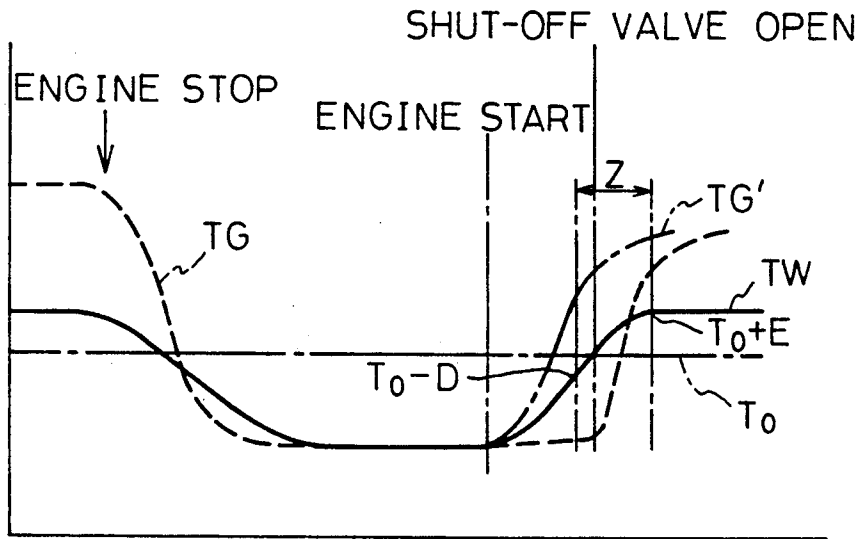 SHUT-OFF VALVE OPEN
ENGINE STOP
ENGINE START
Z
TG'
TG
TW
T₀+E
T₀-D
T₀